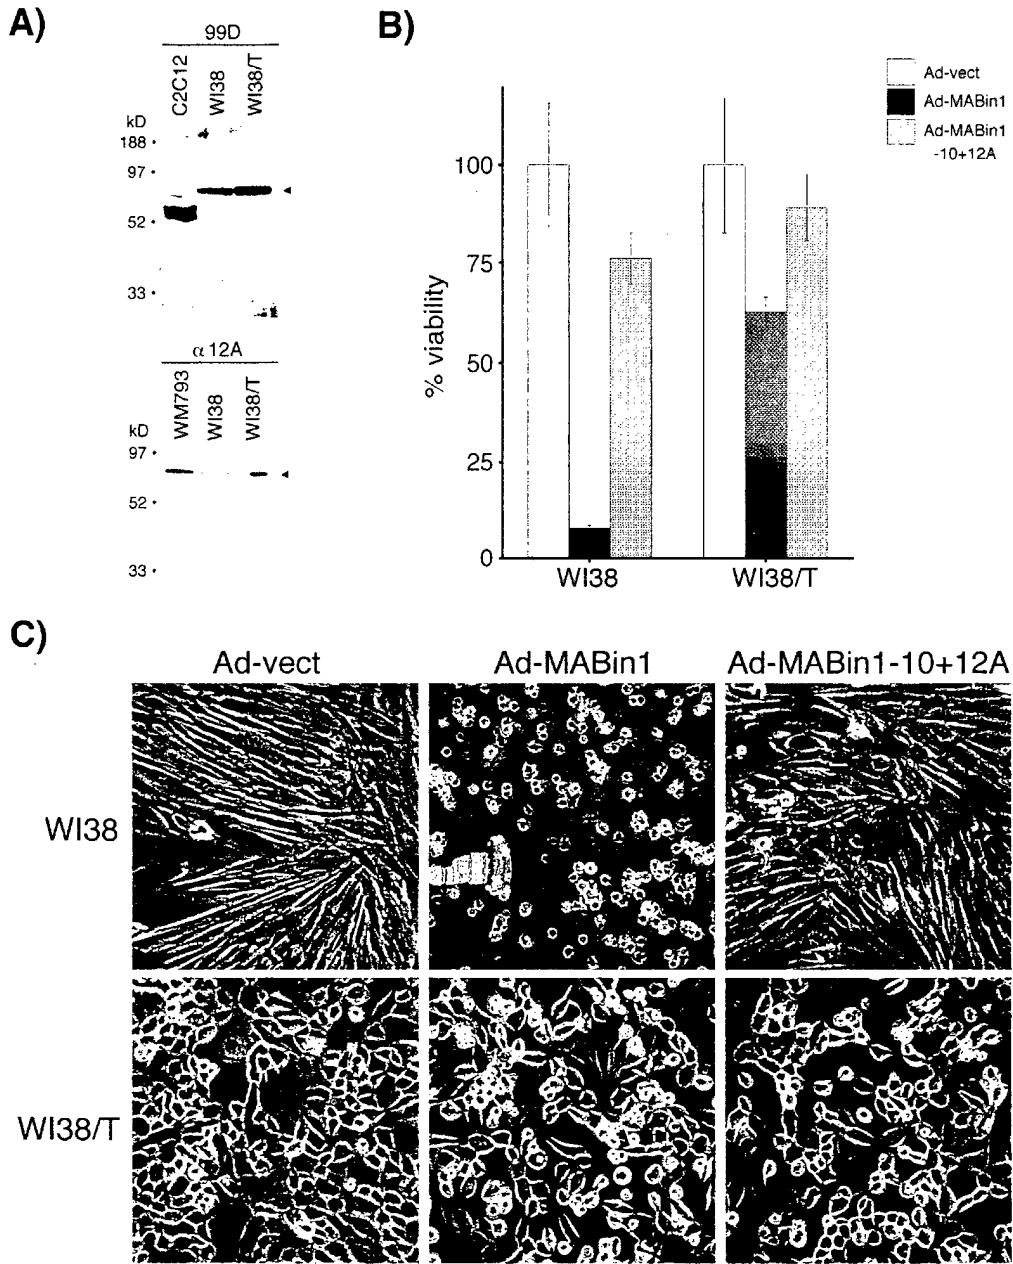 A)
99D
C2C12 WI38 WI38/T
kD
188
97
52
33
α12A
WM793 WI38 WI38/T
kD
97
52
33
B)
Ad-vect
Ad-MABin1
Ad-MABin1
-10+12A
% viability
100
75
50
25
0
WI38 WI38/T
C)
Ad-vect Ad-MABin1 Ad-MABin1-10+12A
WI38
WI38/T